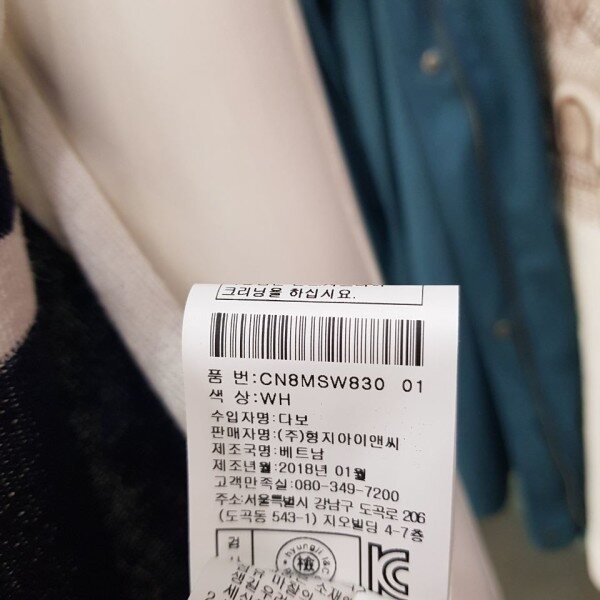 크리닝을 하십시요.
품 번:CN8MSW830 01
색 상:WH
수입자명:다보
판매자명:(주)형지아이앤씨
제조국명:베트남
제조년월:2018년 01월
고객만족실:080-349-7200
주소:서울특별시 강남구 도곡로 206
(도곡동 543-1) 지오빌딩 4-7층
검
hyungji I&C